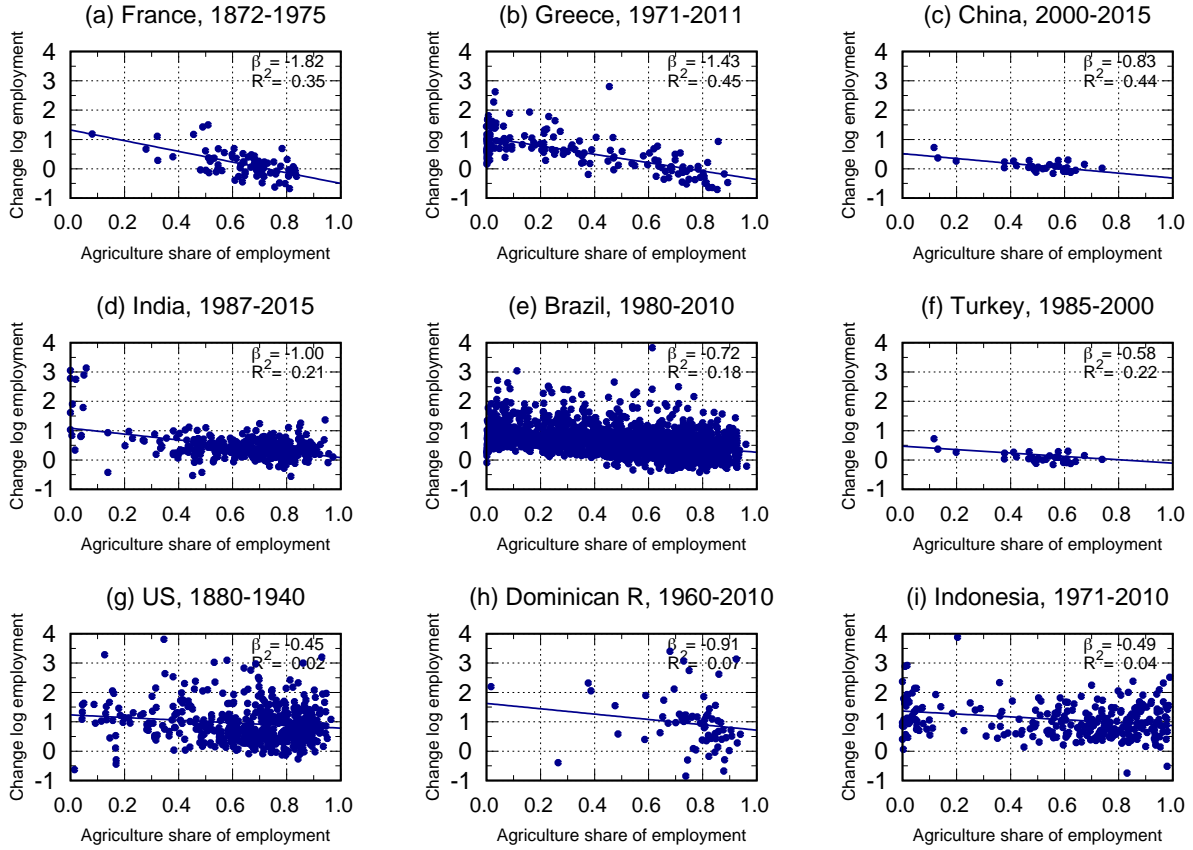 (a) France, 1872-1975
β = -1.82
R2= 0.35
Change log employment
4
3
2
1
0
-1
0.0 0.2 0.4 0.6 0.8 1.0
Agriculture share of employment
(b) Greece, 1971-2011
β = -1.43
R2= 0.45
Change log employment
4
3
2
1
0
-1
0.0 0.2 0.4 0.6 0.8 1.0
Agriculture share of employment
(c) China, 2000-2015
β = -0.83
R2= 0.44
Change log employment
4
3
2
1
0
-1
0.0 0.2 0.4 0.6 0.8 1.0
Agriculture share of employment
(d) India, 1987-2015
β = -1.00
R2= 0.21
Change log employment
4
3
2
1
0
-1
0.0 0.2 0.4 0.6 0.8 1.0
Agriculture share of employment
(e) Brazil, 1980-2010
β = -0.72
R2= 0.18
Change log employment
4
3
2
1
0
-1
0.0 0.2 0.4 0.6 0.8 1.0
Agriculture share of employment
(f) Turkey, 1985-2000
β = -0.58
R2= 0.22
Change log employment
4
3
2
1
0
-1
0.0 0.2 0.4 0.6 0.8 1.0
Agriculture share of employment
(g) US, 1880-1940
β = -0.45
R2= 0.02
Change log employment
4
3
2
1
0
-1
0.0 0.2 0.4 0.6 0.8 1.0
Agriculture share of employment
(h) Dominican R, 1960-2010
β = -0.91
R2= 0.07
Change log employment
4
3
2
1
0
-1
0.0 0.2 0.4 0.6 0.8 1.0
Agriculture share of employment
(i) Indonesia, 1971-2010
β = -0.49
R2= 0.04
Change log employment
4
3
2
1
0
-1
0.0 0.2 0.4 0.6 0.8 1.0
Agriculture share of employment